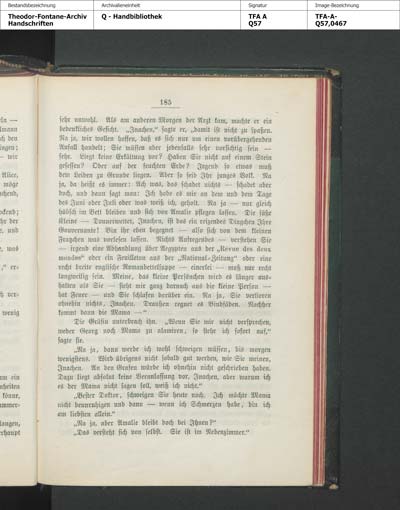 Bestandsbezeichnung
Archivalieneinheit
Signatur
Image-Bezeichnung
Theodor-Fontane-Archiv
Handschriften
Q - Handbibliothek
TFA A
Q57
TFA-A-
Q57,0467
185
sehr unwohl. Als am anderen Morgen der Arzt kam, machte er ein
bedenkliches Gesicht. „Inachen,“ sagte er, „damit ist nicht zu spaßen.
Na ja, wir wollen hoffen, daß es sich nur um einen vorübergehenden
Anfall handelt; Sie müssen aber jedenfalls sehr vorsichtig sein —
sehr. Liegt keine Erkältung vor? Haben Sie nicht auf einem Stein
gesessen? Oder auf der feuchten Erde? Irgend so etwas muß
dem Leiden zu Grunde liegen. Aber so seid Ihr junges Volk. Na
ja, da heißt es immer: Ach was, das schadet nichts — schadet aber
doch, und dann sagt man: Ich habe es mir an dem und dem Tage
des Juni oder Juli oder was weiß ich, geholt. Na ja — nur gleich
hübsch im Bett bleiben und sich von Amalie pflegen lassen. Die süße
kleine — Donnerwetter, Inachen, ist das ein reizendes Dingchen Ihre
Gouvernante! Bin ihr eben begegnet — also sich von dem kleinen
Frauchen was vorlesen lassen. Nichts Aufregendes — verstehen Sie
— irgend eine Abhandlung über Aegypten aus der „Revue des deux
mondes“ oder ein Feuilleton aus der „National-Zeitung“ oder eine
recht breite englische Romanbettelsuppe — einerlei — muß nur recht
langweilig sein. Meine, das kleine Persönchen wird es länger aus-
halten als Sie — sieht mir ganz darnach aus die kleine Person —
hat Feuer — und Sie schlafen darüber ein. Na ja, Sie verlieren
ohnehin nichts, Inachen. Draußen regnet es Bindfäden. Nachher
kommt dann die Mama —“
Die Gräfin unterbrach ihn. „Wenn Sie mir nicht versprechen,
weder Georg noch Mama zu alarmiren, so stehe ich sofort auf,“
sagte sie.
„Na ja, dann werde ich wohl schweigen müssen, bis morgen
wenigstens. Wird übrigens nicht sobald gut werden, wie Sie meinen,
Inachen. An den Grafen würde ich ohnehin nicht geschrieben haben.
Dazu liegt absolut keine Veranlassung vor. Inachen, aber warum ich
es der Mama nicht sagen soll, weiß ich nicht.“
„Bester Doktor, schweigen Sie heute noch. Ich möchte Mama
nicht beunruhigen und dann — wenn ich Schmerzen habe, bin ich
am liebsten allein.“
„Na ja, aber Amalie bleibt doch bei Ihnen?“
„Das versteht sich von selbst. Sie ist im Nebenzimmer.“